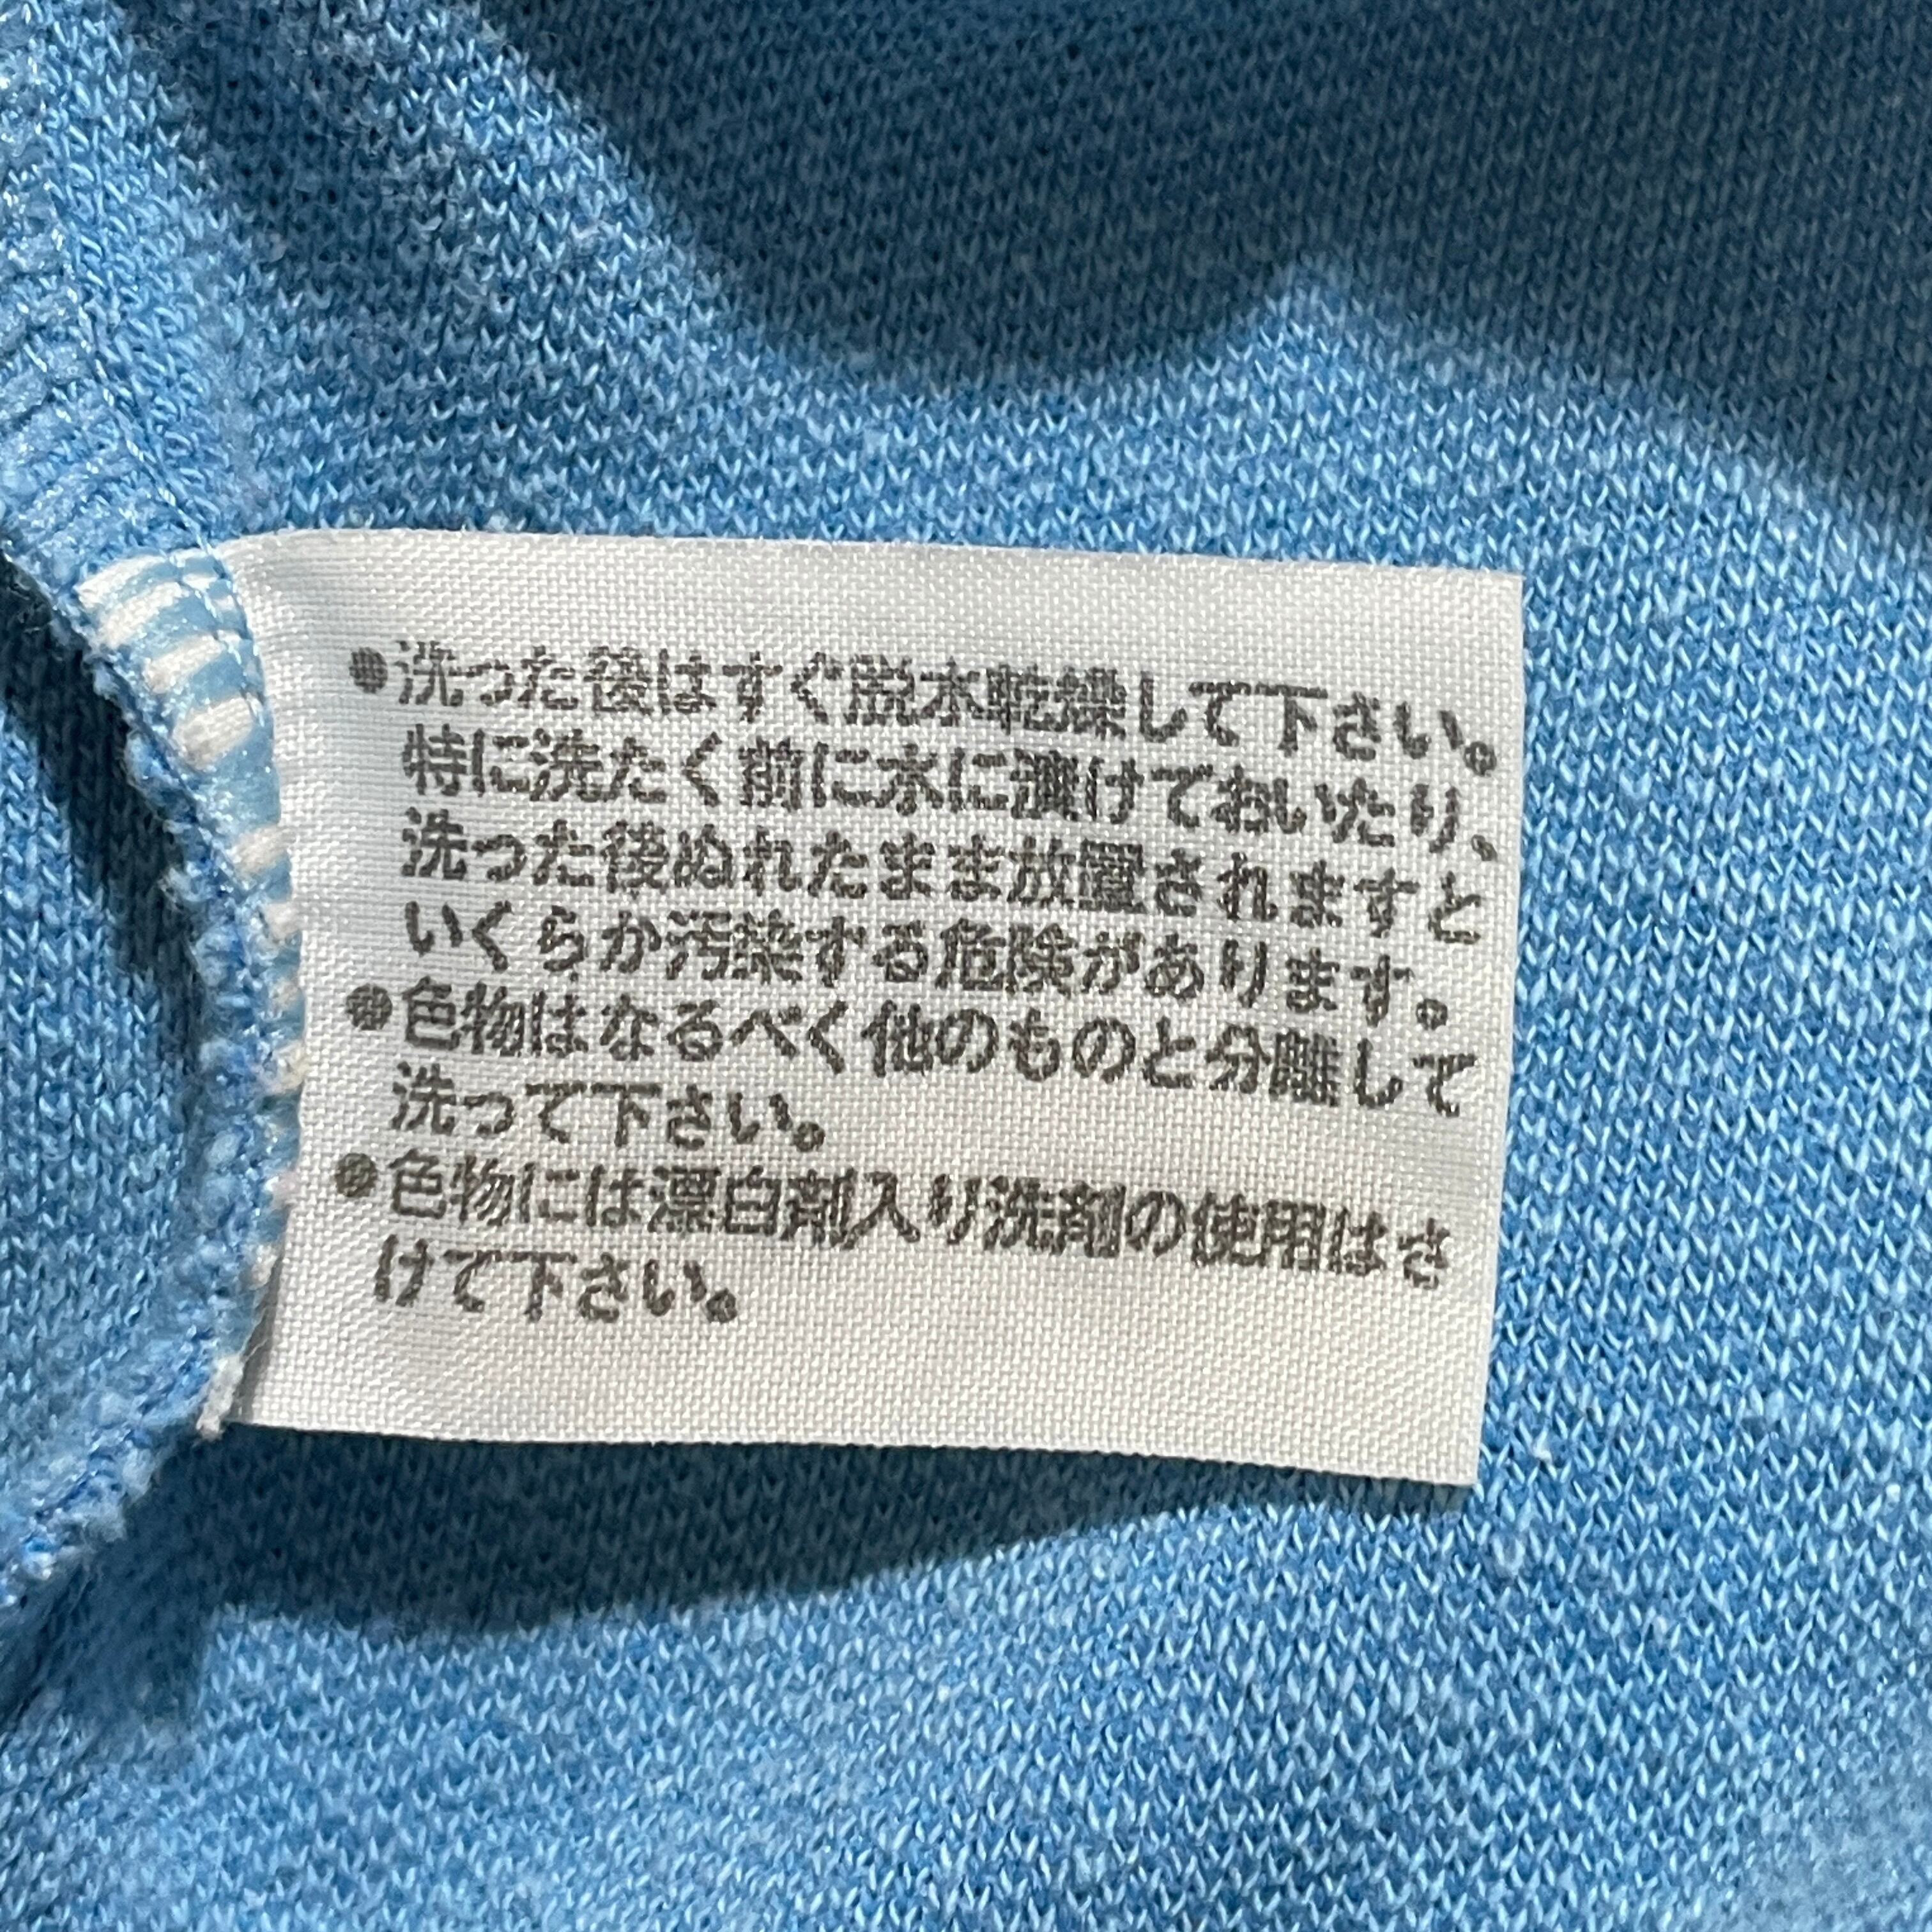 ●洗った後はすぐ脱水乾燥して下さい。
特に洗たく前に水に漬けておいたり、
洗った後ぬれたまま放置されますと
いくらか汚染する危険があります。
●色物はなるべく他のものと分離して
洗って下さい。
●色物には漂白剤入り洗剤の使用はさ
けて下さい。